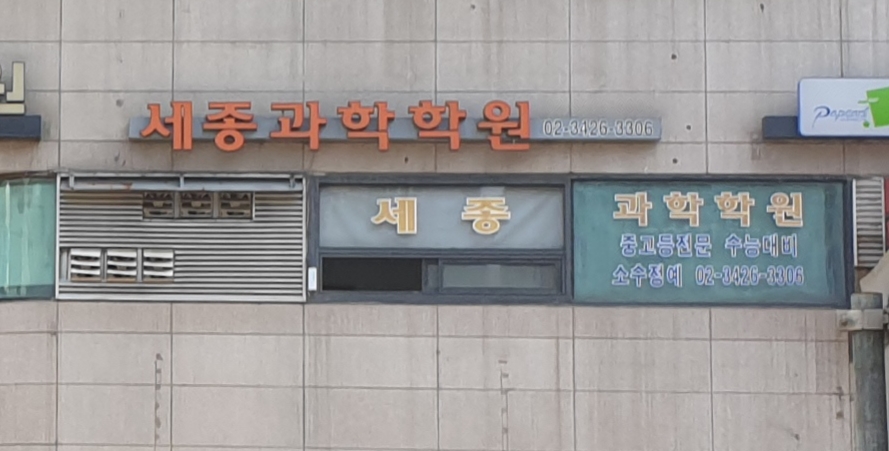 원
세종과학학원 02-3426-3306
세종 과학학원
중고등전문 수능대비
소수정예 02-3426-3306